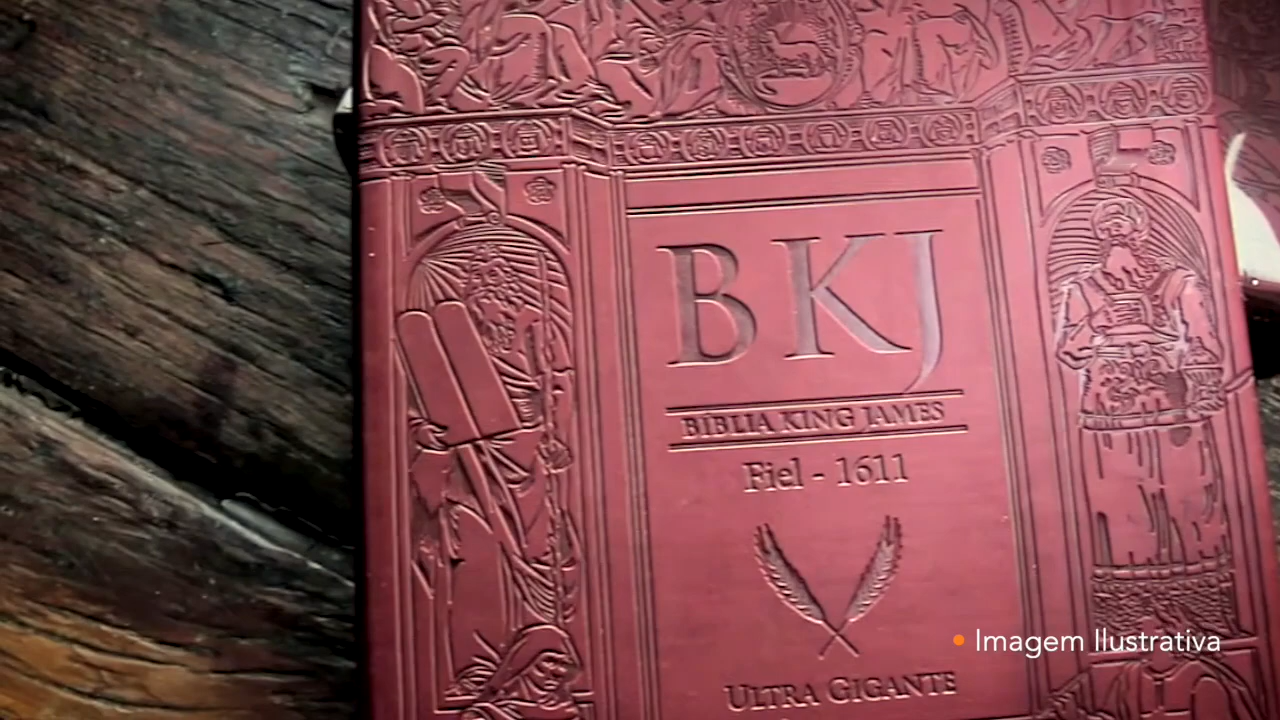 BKJ
BÍBLIA KING JAMES
Fiel - 1611
ULTRA GIGANTE
Imagem Ilustrativa